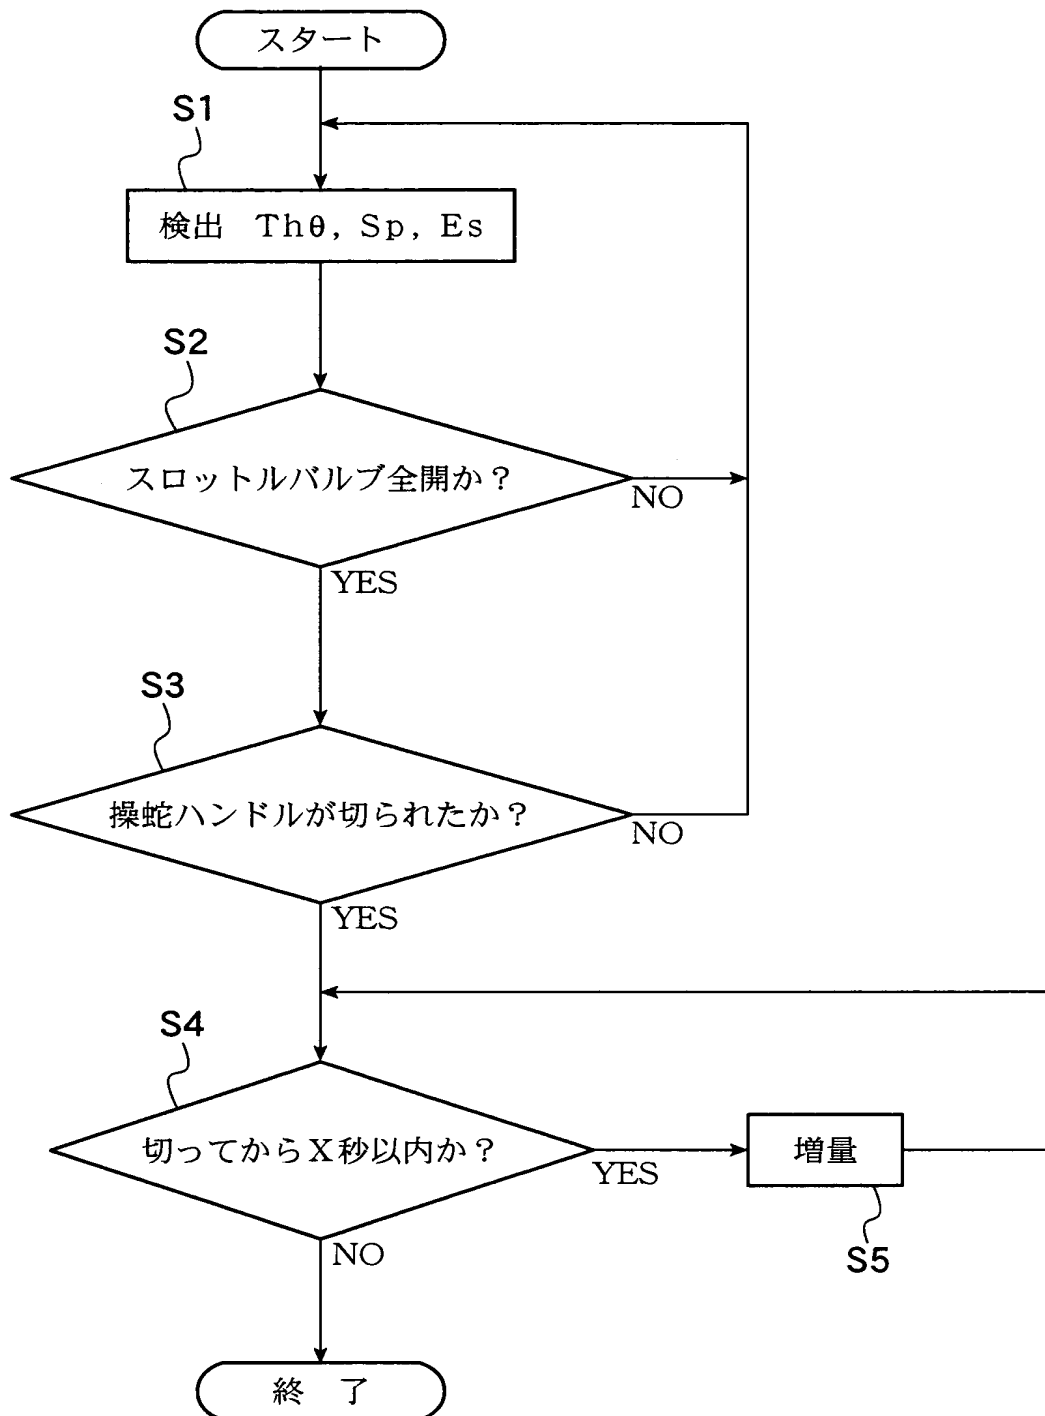 スタート
S1
検出 Thθ, Sp, Es
S2
スロットルバルブ全開か？
NO
YES
S3
操蛇ハンドルが切られたか？
NO
YES
S4
切ってからX秒以内か？
YES
増量
S5
NO
終 了